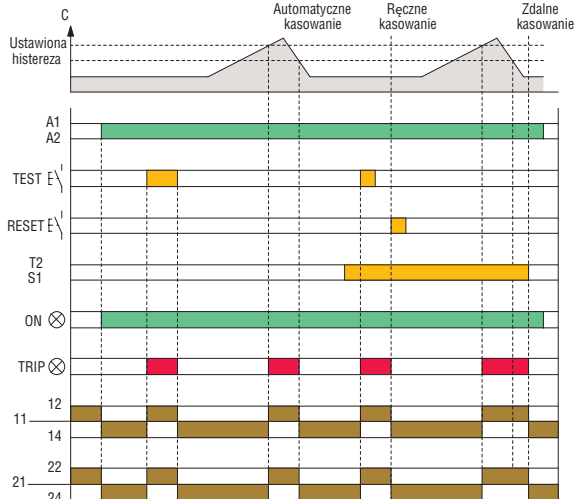 C
Automatyczne
kasowanie
Ręczne
kasowanie
Zdalne
kasowanie
Ustawiona
histereza
A1
A2
TEST
RESET
T2
S1
ON
TRIP
12
11
14
22
21
24